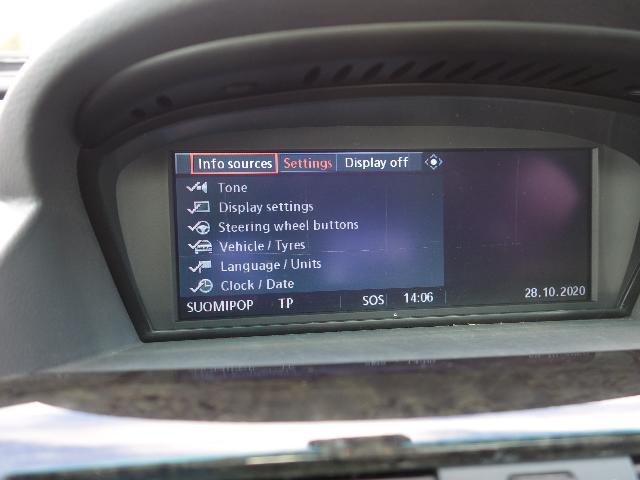 Info sources Settings Display off
Tone
Display settings
Steering wheel buttons
Vehicle / Tyres
Language / Units
Clock / Date
SUOMIPOP TP SOS 14:06 28.10.2020